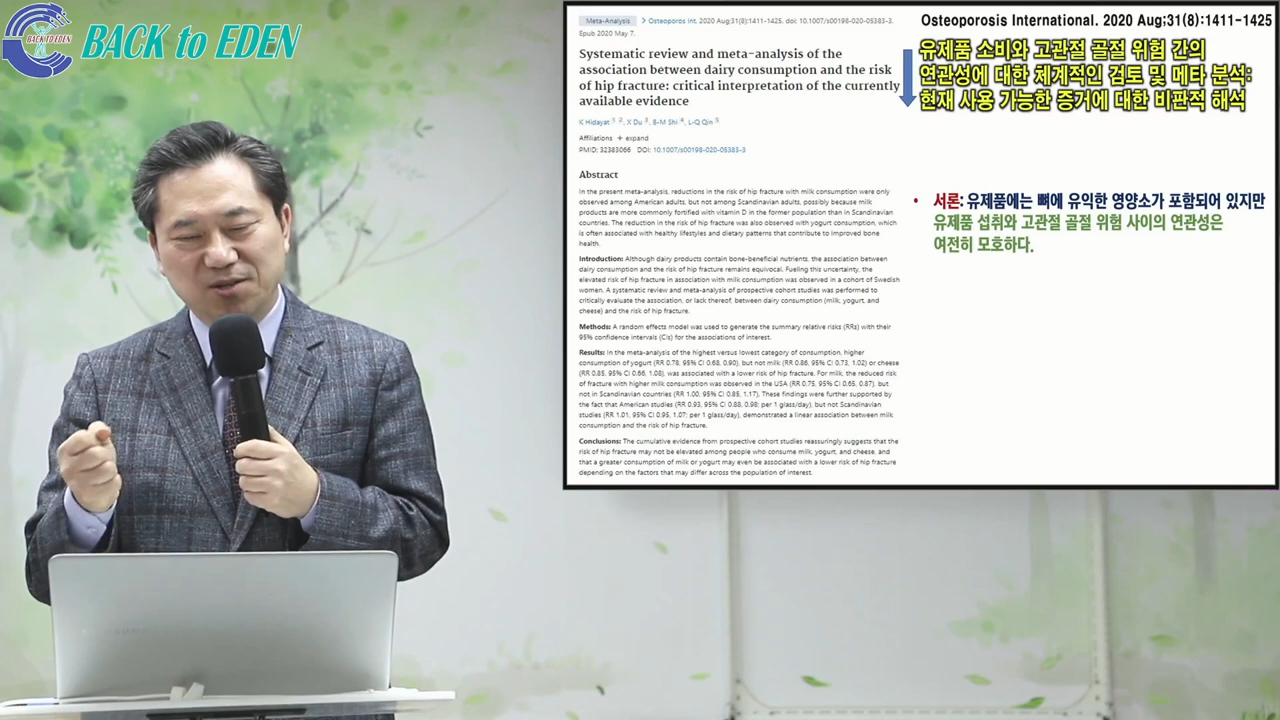 BACK TO EDEN
BACK to EDEN
Meta-Analysis > Osteoporos Int. 2020 Aug;31(8):1411-1425. doi: 10.1007/s00198-020-05383-3.
Epub 2020 May 7.
Systematic review and meta-analysis of the
association between dairy consumption and the risk
of hip fracture: critical interpretation of the currently
available evidence
K Hidayat 1 2, X Du 3, B-M Shi 4, L-Q Qin 5
Affiliations + expand
PMID: 32383066 DOI: 10.1007/s00198-020-05383-3
Abstract
In the present meta-analysis, reductions in the risk of hip fracture with milk consumption were only
observed among American adults, but not among Scandinavian adults, possibly because milk
products are more commonly fortified with vitamin D in the former population than in Scandinavian
countries. The reduction in the risk of hip fracture was also observed with yogurt consumption, which
is often associated with healthy lifestyles and dietary patterns that contribute to improved bone
health.
Introduction: Although dairy products contain bone-beneficial nutrients, the association between
dairy consumption and the risk of hip fracture remains equivocal. Fueling this uncertainty, the
elevated risk of hip fracture in association with milk consumption was observed in a cohort of Swedish
women. A systematic review and meta-analysis of prospective cohort studies was performed to
critically evaluate the association, or lack thereof, between dairy consumption (milk, yogurt, and
cheese) and the risk of hip fracture.
Methods: A random effects model was used to generate the summary relative risks (RRs) with their
95% confidence intervals (CIs) for the associations of interest.
Results: In the meta-analysis of the highest versus lowest category of consumption, higher
consumption of yogurt (RR 0.78, 95% CI 0.68, 0.90), but not milk (RR 0.86, 95% CI 0.73, 1.02) or cheese
(RR 0.85, 95% CI 0.66, 1.08), was associated with a lower risk of hip fracture. For milk, the reduced risk
of fracture with higher milk consumption was observed in the USA (RR 0.75, 95% CI 0.65, 0.87), but
not in Scandinavian countries (RR 1.00, 95% CI 0.85, 1.17). These findings were further supported by
the fact that American studies (RR 0.93, 95% CI 0.88, 0.98; per 1 glass/day), but not Scandinavian
studies (RR 1.01, 95% CI 0.95, 1.07; per 1 glass/day), demonstrated a linear association between milk
consumption and the risk of hip fracture.
Conclusions: The cumulative evidence from prospective cohort studies reassuringly suggests that the
risk of hip fracture may not be elevated among people who consume milk, yogurt, and cheese, and
that a greater consumption of milk or yogurt may even be associated with a lower risk of hip fracture
depending on the factors that may differ across the population of interest.
Osteoporosis International. 2020 Aug;31(8):1411-1425
유제품 소비와 고관절 골절 위험 간의
연관성에 대한 체계적인 검토 및 메타 분석:
현재 사용 가능한 증거에 대한 비판적 해석
• 서론: 유제품에는 뼈에 유익한 영양소가 포함되어 있지만
유제품 섭취와 고관절 골절 위험 사이의 연관성은
여전히 모호하다.